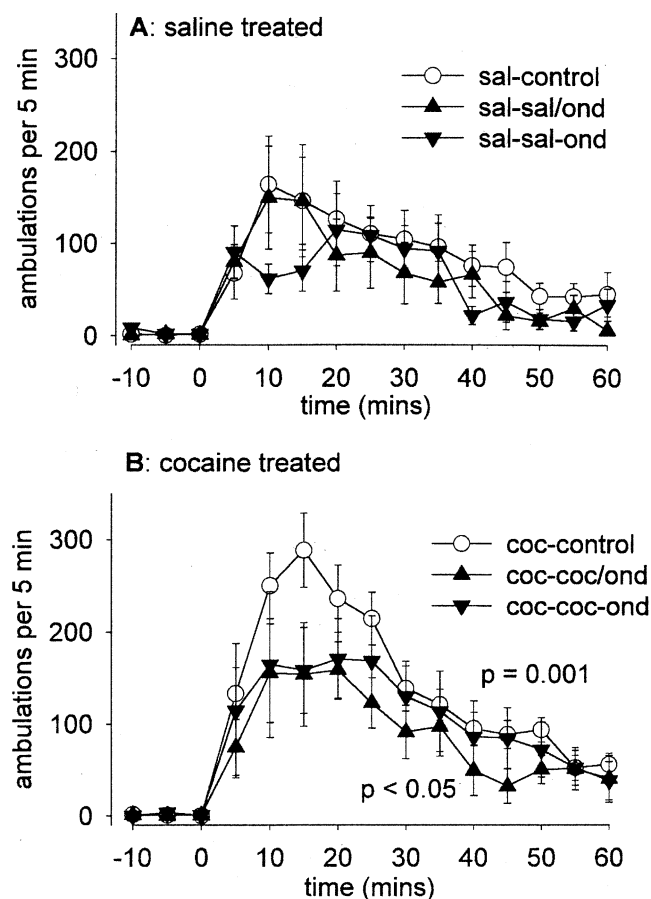 A: saline treated
300
200
100
0
ambulations per 5 min
sal-control
sal-sal/ond
sal-sal-ond
-10 0 10 20 30 40 50 60
time (mins)
B: cocaine treated
300
200
100
0
ambulations per 5 min
coc-control
coc-coc/ond
coc-coc-ond
p = 0.001
p < 0.05
-10 0 10 20 30 40 50 60
time (mins)